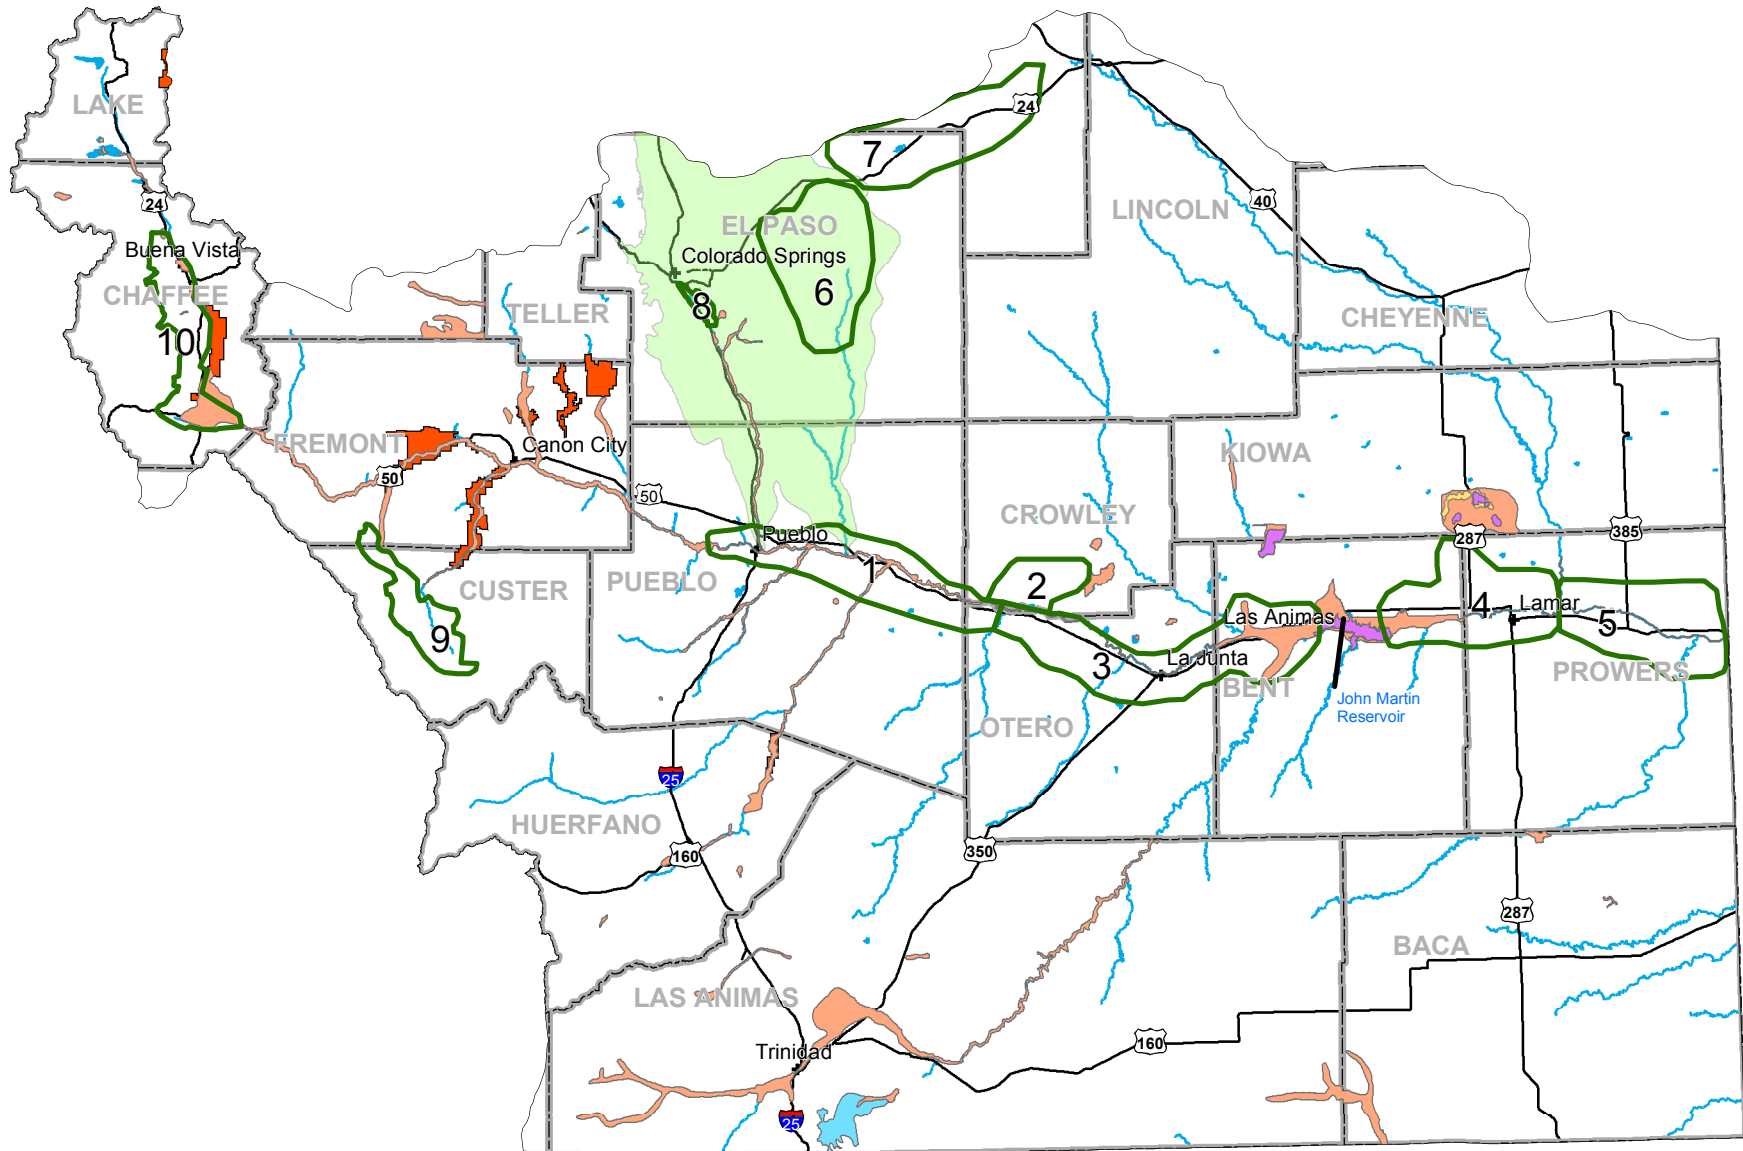 LAKE
24
7
24
Buena Vista
EL PASO
LINCOLN
40
Colorado Springs
CHAFFEE
6
8
TELLER
CHEYENNE
10
FREMONT
Canon City
KIOWA
50
50
CROWLEY
385
Pueblo
287
1
PUEBLO
2
CUSTER
4
Lamar
Las Animas
5
9
3
La Junta
BENT
PROWERS
John Martin
Reservoir
OTERO
25
HUERFANO
160
350
287
BACA
LAS ANIMAS
Trinidad
160
25